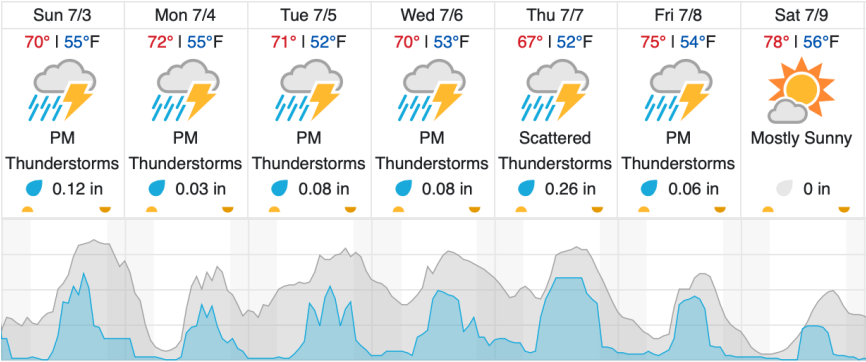 Sun 7/3 Mon 7/4 Tue 7/5 Wed 7/6 Thu 7/7 Fri 7/8 Sat 7/9
70° | 55°F 72° | 55°F 71° | 52°F 70° | 53°F 67° | 52°F 75° | 54°F 78° | 56°F
PM PM PM PM Scattered PM Mostly Sunny
Thunderstorms Thunderstorms Thunderstorms Thunderstorms Thunderstorms Thunderstorms
0.12 in 0.03 in 0.08 in 0.08 in 0.26 in 0.06 in 0 in